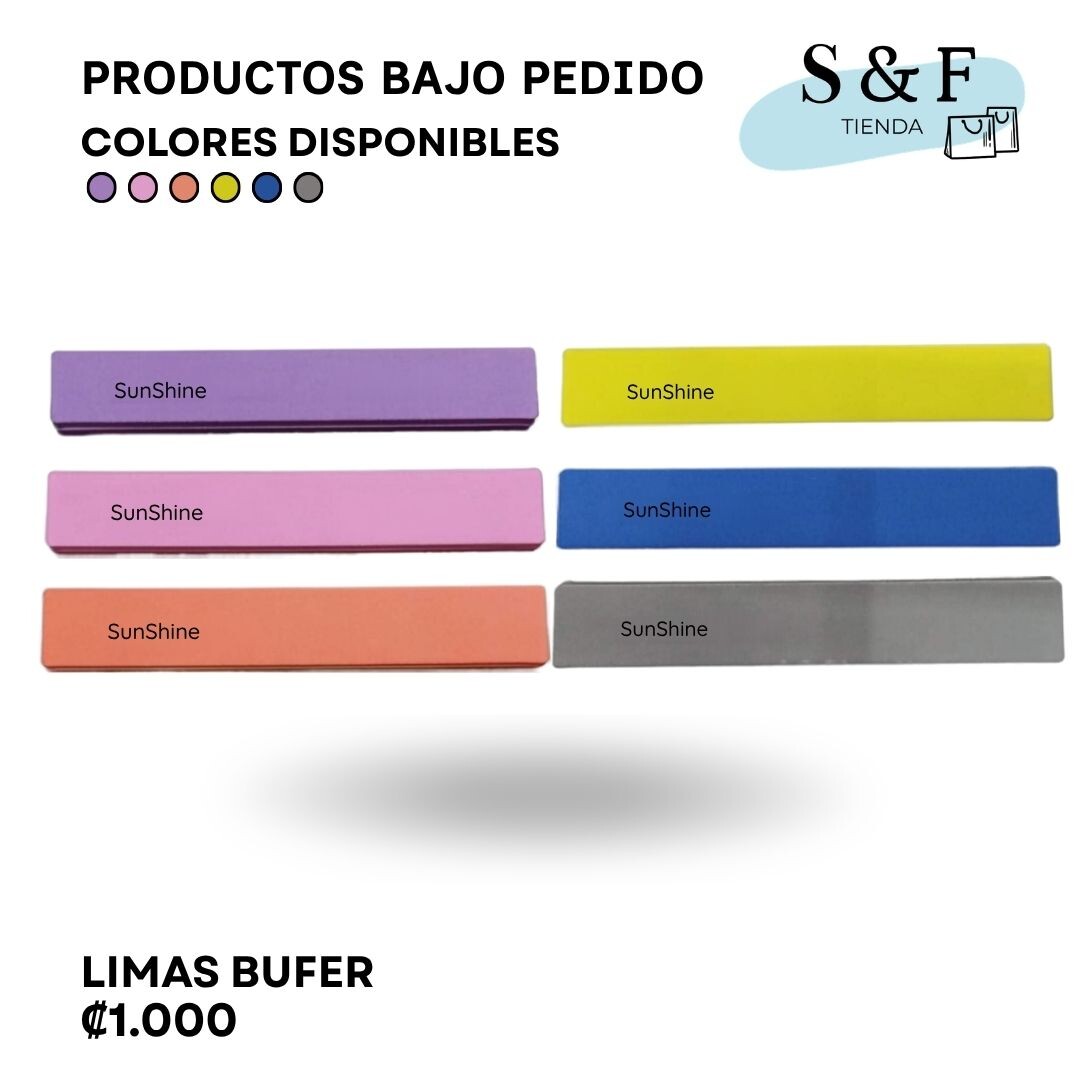 PRODUCTOS BAJO PEDIDO
COLORES DISPONIBLES
S & F
TIENDA
SunShine
SunShine
SunShine
SunShine
SunShine
SunShine
LIMAS BUFER
₡1.000